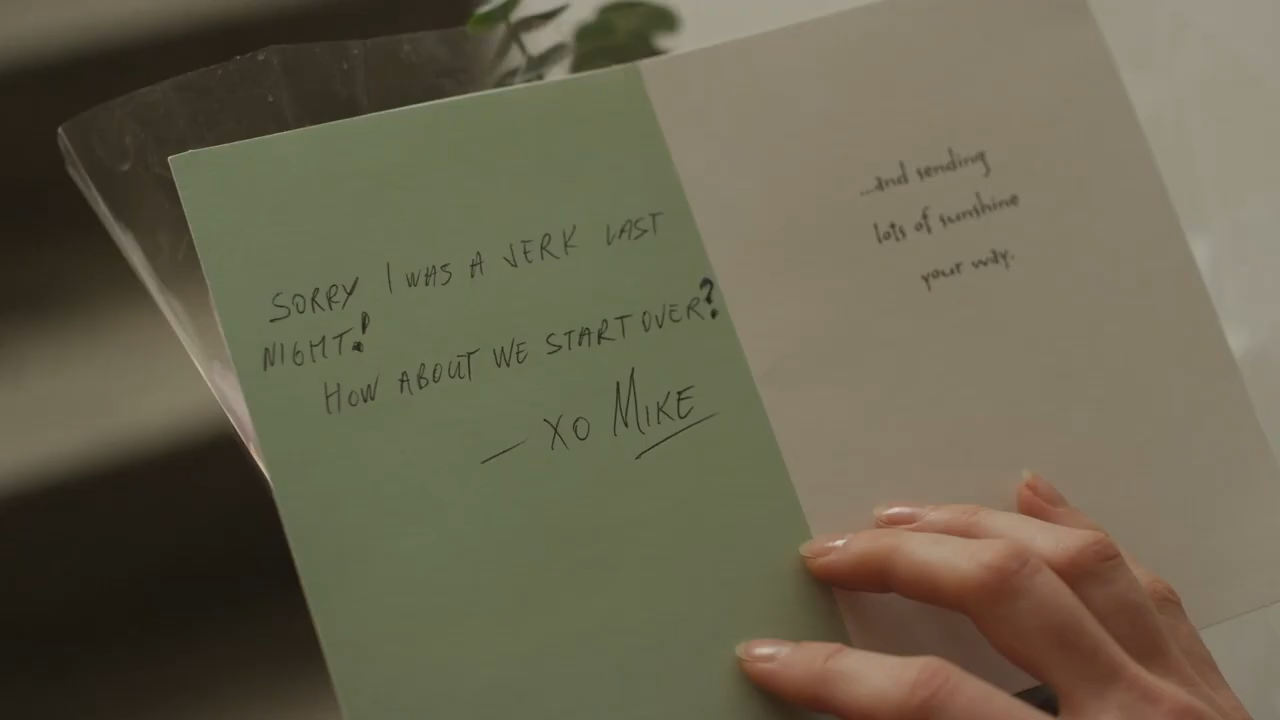 SORRY I WAS A JERK LAST
NIGHT!
HOW ABOUT WE START OVER?
— XO MIKE
...and sending
lots of sunshine
your way.